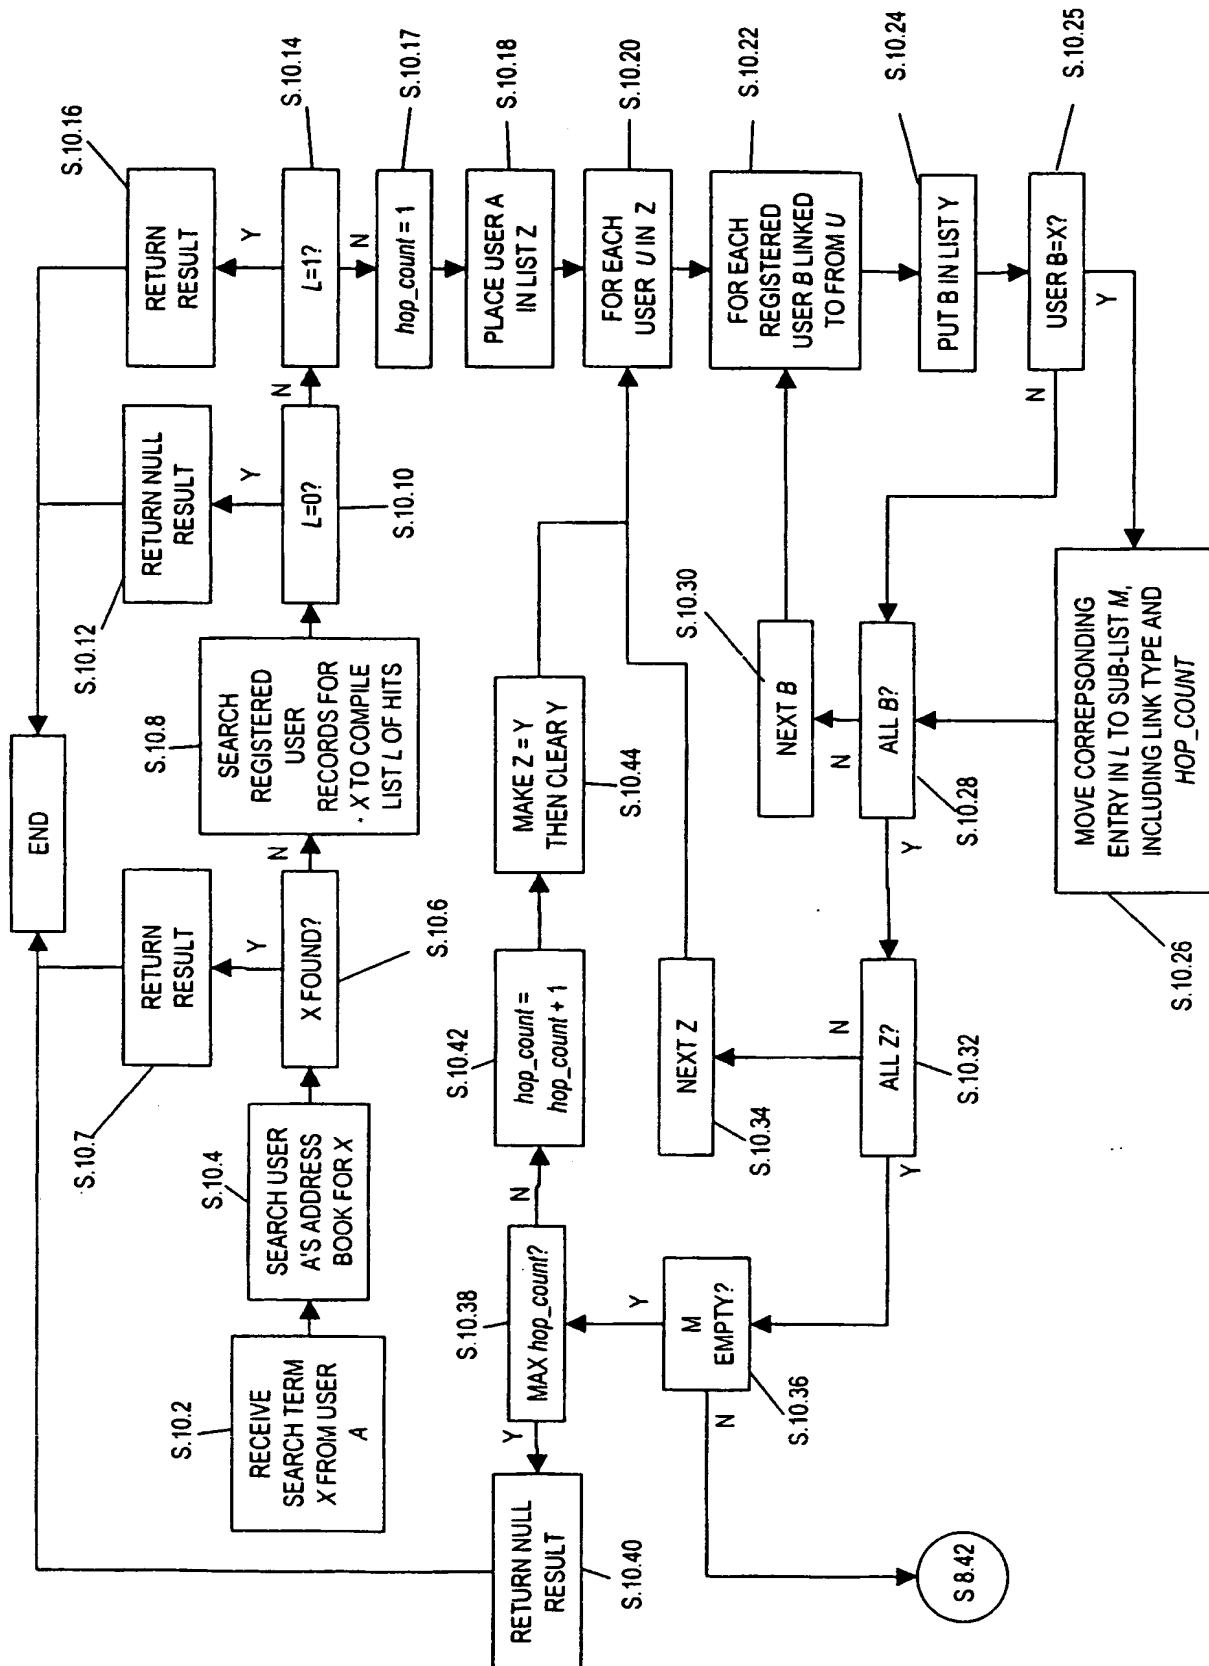 S.10.2
RECEIVE
SEARCH TERM
X FROM USER
A
S.10.4
SEARCH USER
A'S ADDRESS
BOOK FOR X
X FOUND?
S.10.6
Y
N
RETURN
RESULT
S.10.7
END
S.10.8
SEARCH
REGISTERED
USER
RECORDS FOR
X TO COMPILE
LIST L OF HITS
L=0?
S.10.10
Y
N
RETURN NULL
RESULT
S.10.12
L=1?
S.10.14
Y
N
RETURN
RESULT
S.10.16
hop_count = 1
S.10.17
PLACE USER A
IN LIST Z
S.10.18
FOR EACH
USER U IN Z
S.10.20
FOR EACH
REGISTERED
USER B LINKED
TO FROM U
S.10.22
PUT B IN LIST Y
S.10.24
USER B=X?
S.10.25
N
Y
MOVE CORREPSONDING
ENTRY IN L TO SUB-LIST M,
INCLUDING LINK TYPE AND
HOP_COUNT
S.10.26
ALL B?
S.10.28
N
Y
NEXT B
S.10.30
ALL Z?
S.10.32
N
Y
NEXT Z
S.10.34
M
EMPTY?
S.10.36
Y
N
S 8.42
S.10.38
MAX hop_count?
Y
N
RETURN NULL
RESULT
S.10.40
S.10.42
hop_count =
hop_count + 1
MAKE Z = Y
THEN CLEAR Y
S.10.44